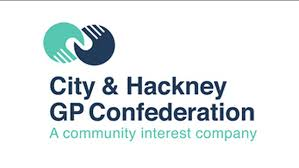 City & Hackney
GP Confederation
A community interest company